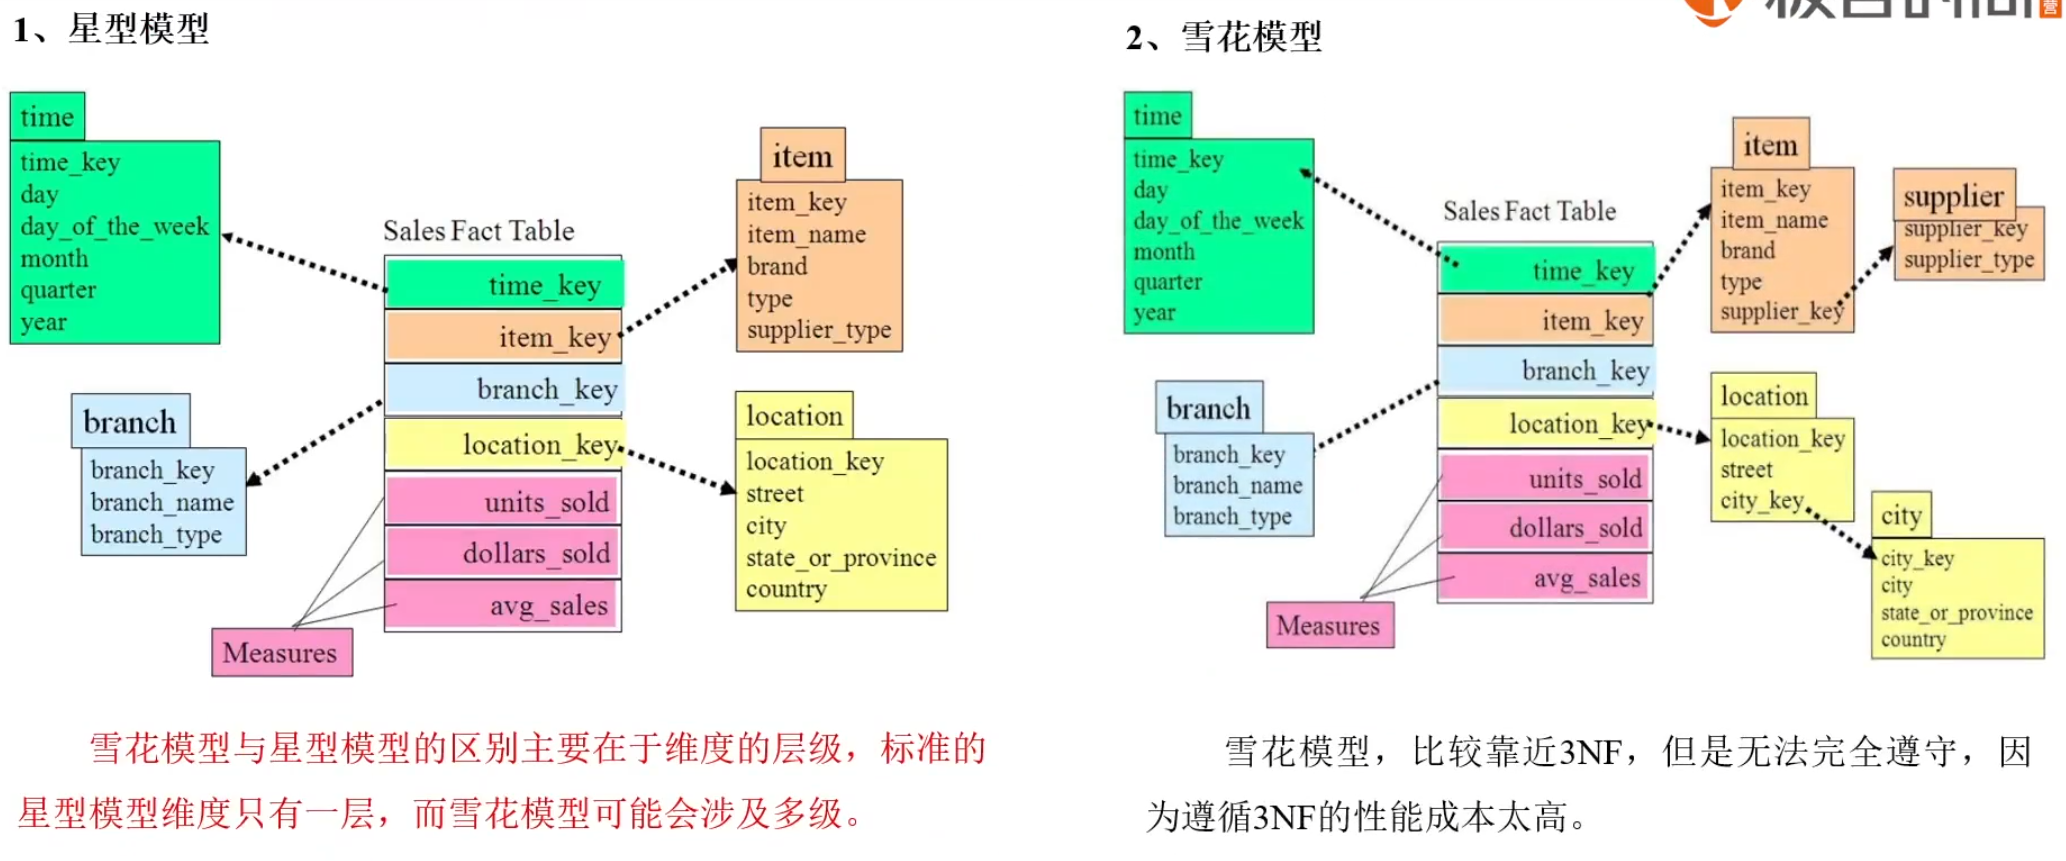 1、星型模型
time
time_key
day
day_of_the_week
month
quarter
year
item
item_key
item_name
brand
type
supplier_type
Sales Fact Table
time_key
item_key
branch_key
location_key
units_sold
dollars_sold
avg_sales
branch
branch_key
branch_name
branch_type
location
location_key
street
city
state_or_province
country
Measures
雪花模型与星型模型的区别主要在于维度的层级，标准的
星型模型维度只有一层，而雪花模型可能会涉及多级。
2、雪花模型
time
time_key
day
day_of_the_week
month
quarter
year
item
item_key
item_name
brand
type
supplier_key
supplier
supplier_key
supplier_type
Sales Fact Table
time_key
item_key
branch_key
location_key
units_sold
dollars_sold
avg_sales
branch
branch_key
branch_name
branch_type
location
location_key
street
city_key
city
city_key
city
state_or_province
country
Measures
雪花模型，比较靠近3NF，但是无法完全遵守，因
为遵循3NF的性能成本太高。